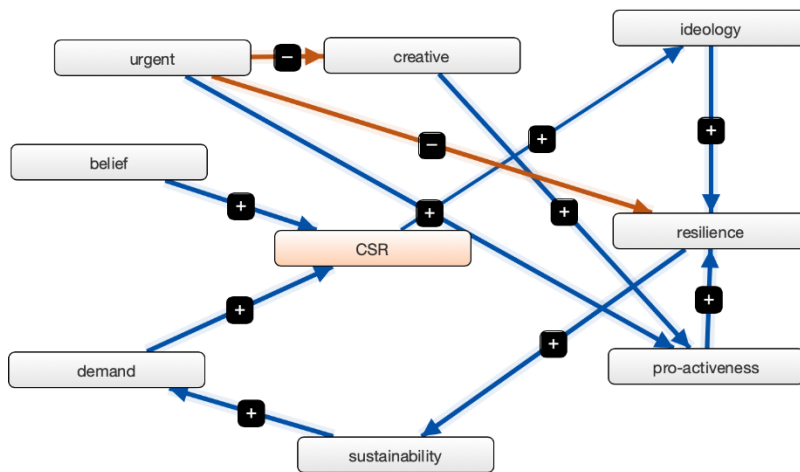 ideology
urgent
−
creative
+
+
−
belief
+
+
+
resilience
CSR
+
+
+
demand
pro-activeness
+
sustainability